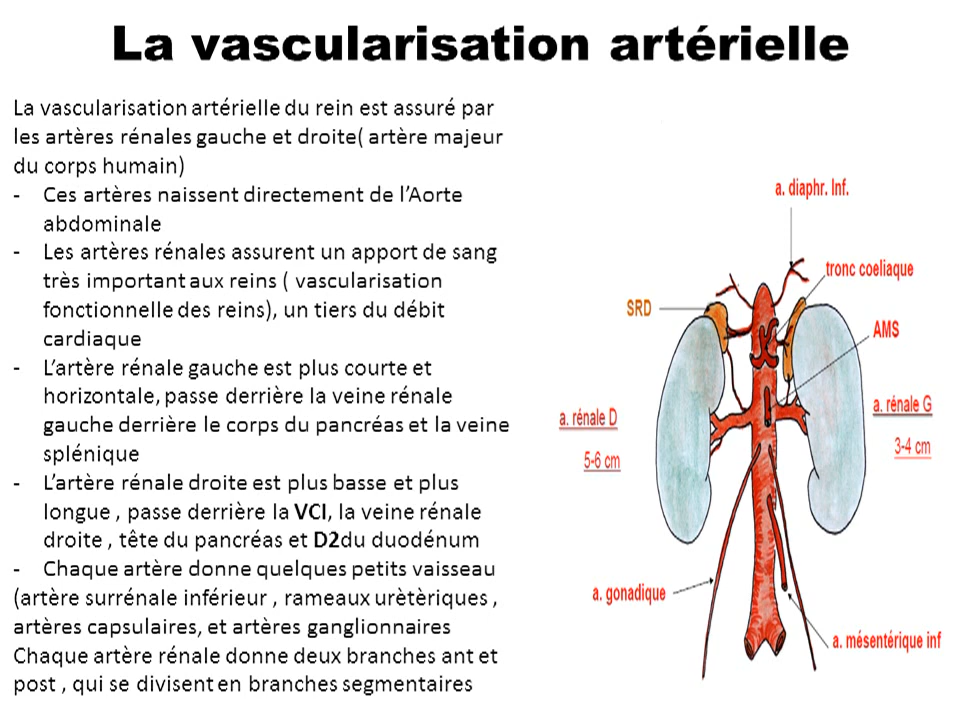 La vascularisation artérielle
La vascularisation artérielle du rein est assuré par
les artères rénales gauche et droite( artère majeur
du corps humain)
- Ces artères naissent directement de l'Aorte
abdominale
- Les artères rénales assurent un apport de sang
très important aux reins ( vascularisation
fonctionnelle des reins), un tiers du débit
cardiaque
- L'artère rénale gauche est plus courte et
horizontale, passe derrière la veine rénale
gauche derrière le corps du pancréas et la veine
splénique
- L'artère rénale droite est plus basse et plus
longue , passe derrière la VCI, la veine rénale
droite , tête du pancréas et D2du duodénum
- Chaque artère donne quelques petits vaisseau
(artère surrénale inférieur , rameaux urètèriques ,
artères capsulaires, et artères ganglionnaires
Chaque artère rénale donne deux branches ant et
post , qui se divisent en branches segmentaires
a. diaphr. Inf.
tronc coeliaque
SRD
AMS
a. rénale D
5-6 cm
a. rénale G
3-4 cm
a. gonadique
a. mésentérique inf